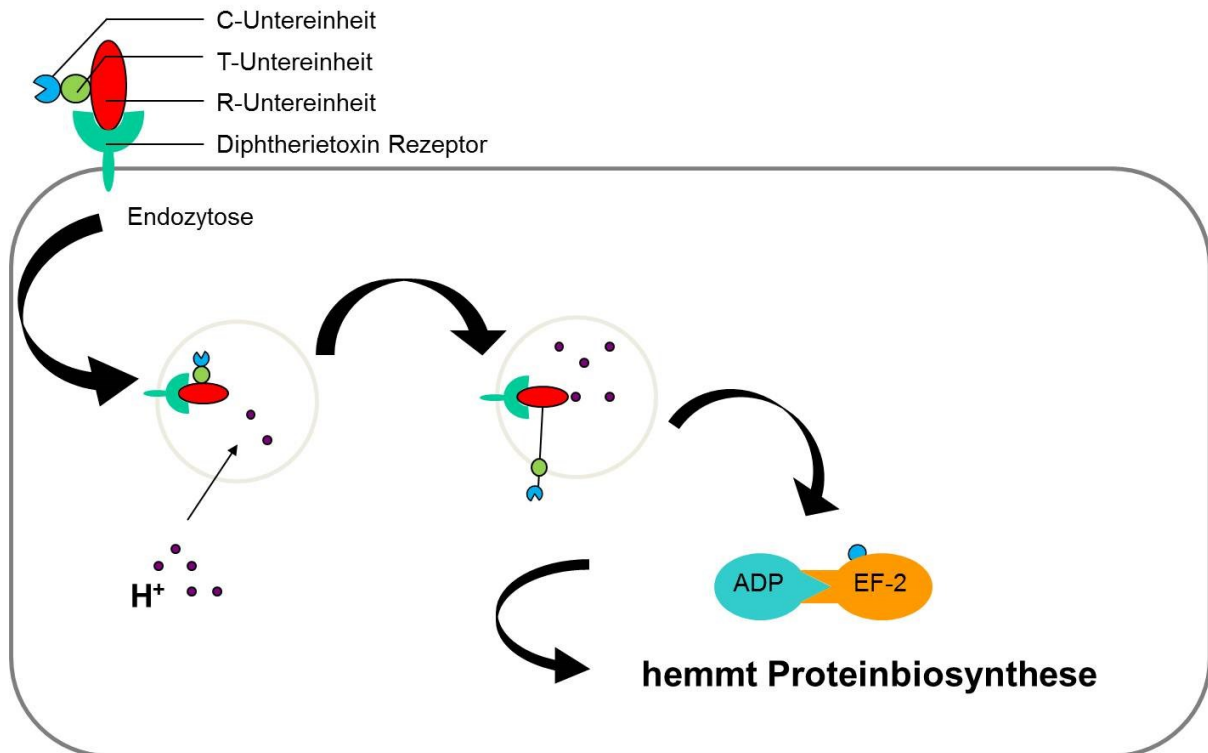 C-Untereinheit
T-Untereinheit
R-Untereinheit
Diphtherietoxin Rezeptor
Endozytose
H⁺
ADP
EF-2
hemmt Proteinbiosynthese